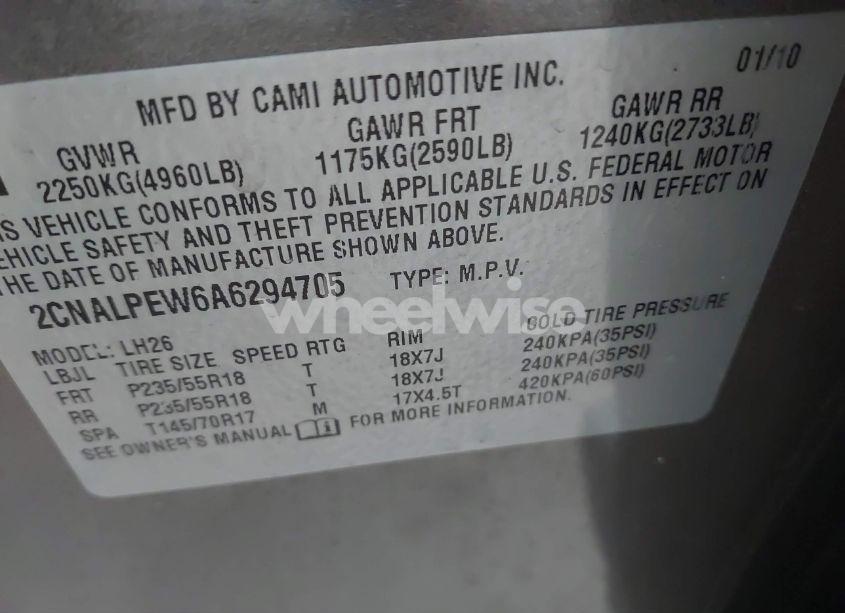 01/10
MFD BY CAMI AUTOMOTIVE INC.
GVWR GAWR FRT GAWR RR
2250KG(4960LB) 1175KG(2590LB) 1240KG(2733LB)
IS VEHICLE CONFORMS TO ALL APPLICABLE U.S. FEDERAL MOTOR
EHICLE SAFETY AND THEFT PREVENTION STANDARDS IN EFFECT ON
THE DATE OF MANUFACTURE SHOWN ABOVE.
2CNALPEW6A6294705 TYPE: M.P.V.
wheelwise
MODEL: LH26
LBJL TIRE SIZE SPEED RTG RIM COLD TIRE PRESSURE
FRT P235/55R18 T 18X7J 240KPA(35PSI)
RR P235/55R18 T 18X7J 240KPA(35PSI)
SPA T145/70R17 M 17X4.5T 420KPA(60PSI)
SEE OWNER'S MANUAL FOR MORE INFORMATION.